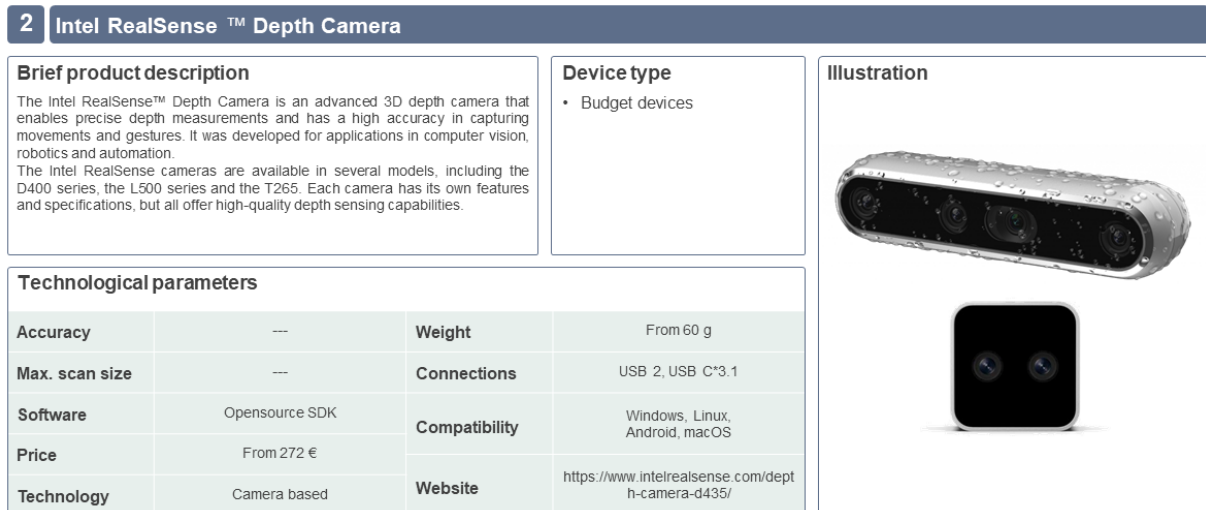 2 Intel RealSense ™ Depth Camera
Brief product description
The Intel RealSense™ Depth Camera is an advanced 3D depth camera that
enables precise depth measurements and has a high accuracy in capturing
movements and gestures. It was developed for applications in computer vision,
robotics and automation.
The Intel RealSense cameras are available in several models, including the
D400 series, the L500 series and the T265. Each camera has its own features
and specifications, but all offer high-quality depth sensing capabilities.
Device type
• Budget devices
Illustration
Technological parameters
Accuracy ---
Max. scan size ---
Software Opensource SDK
Price From 272 €
Technology Camera based
Weight From 60 g
Connections USB 2, USB C*3.1
Compatibility Windows, Linux,
Android, macOS
Website https://www.intelrealsense.com/dept
h-camera-d435/